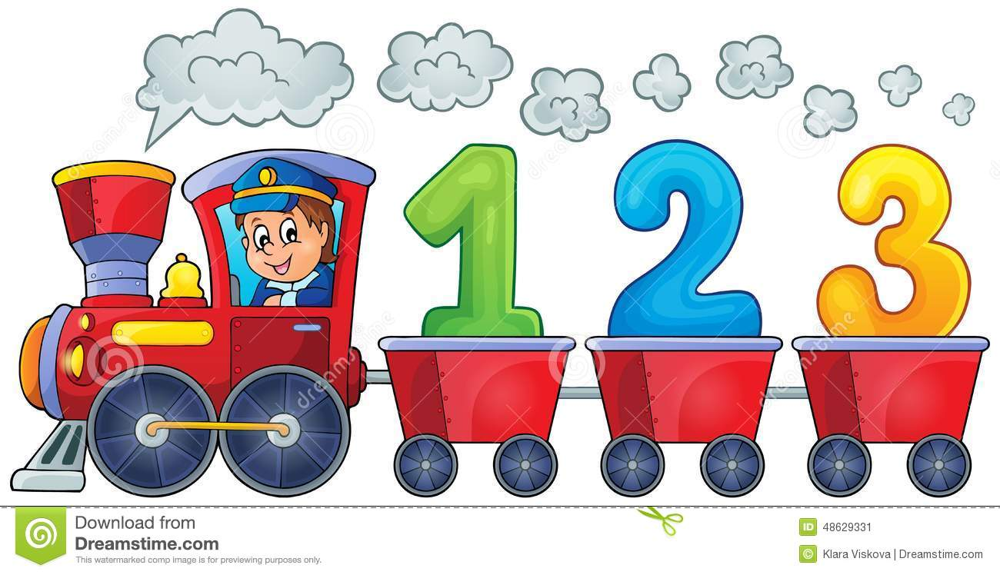 1 2 3
Download from
Dreamstime.com
This watermarked comp image is for previewing purposes only.
ID 48629331
© Klara Viskova | Dreamstime.com